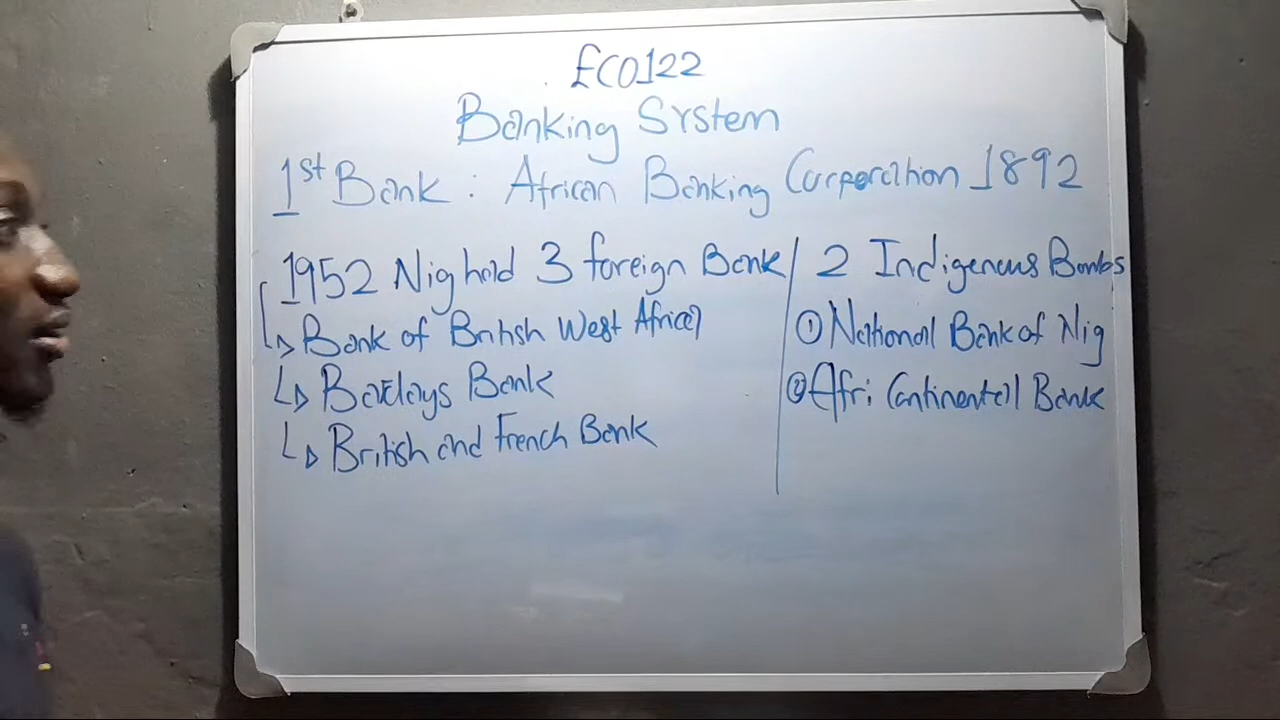 ECO122
Banking System
1st Bank : African Banking Corporation 1892
1952 Nig had 3 foreign Bank / 2 Indigenous Banks
Bank of British West Africa
Barclays Bank
British and French Bank
① National Bank of Nig
② Afri Continental Bank